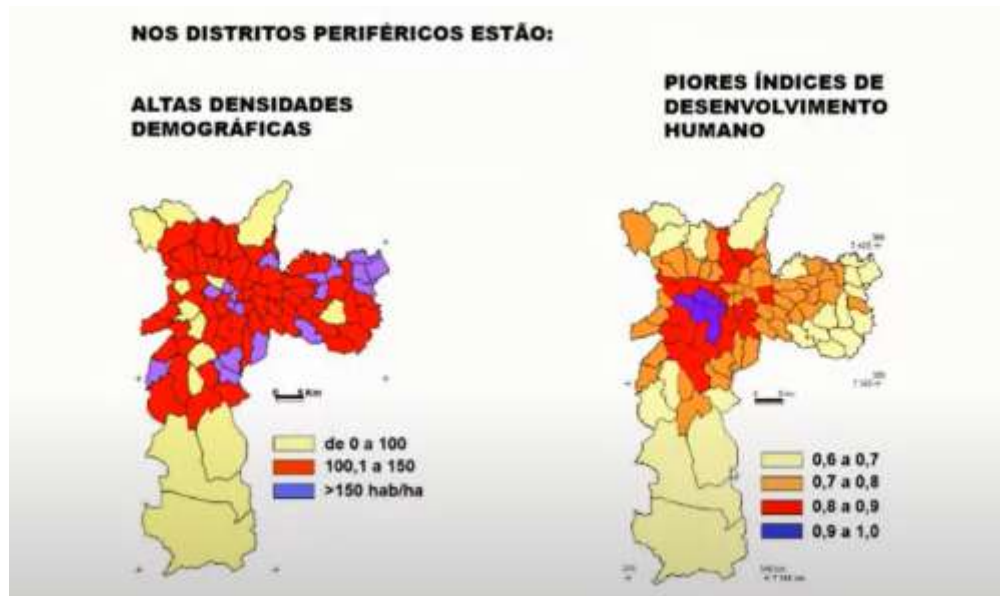 NOS DISTRITOS PERIFÉRICOS ESTÃO:
ALTAS DENSIDADES
DEMOGRÁFICAS
PIORES ÍNDICES DE
DESENVOLVIMENTO
HUMANO
de 0 a 100
100,1 a 150
>150 hab/ha
0,6 a 0,7
0,7 a 0,8
0,8 a 0,9
0,9 a 1,0